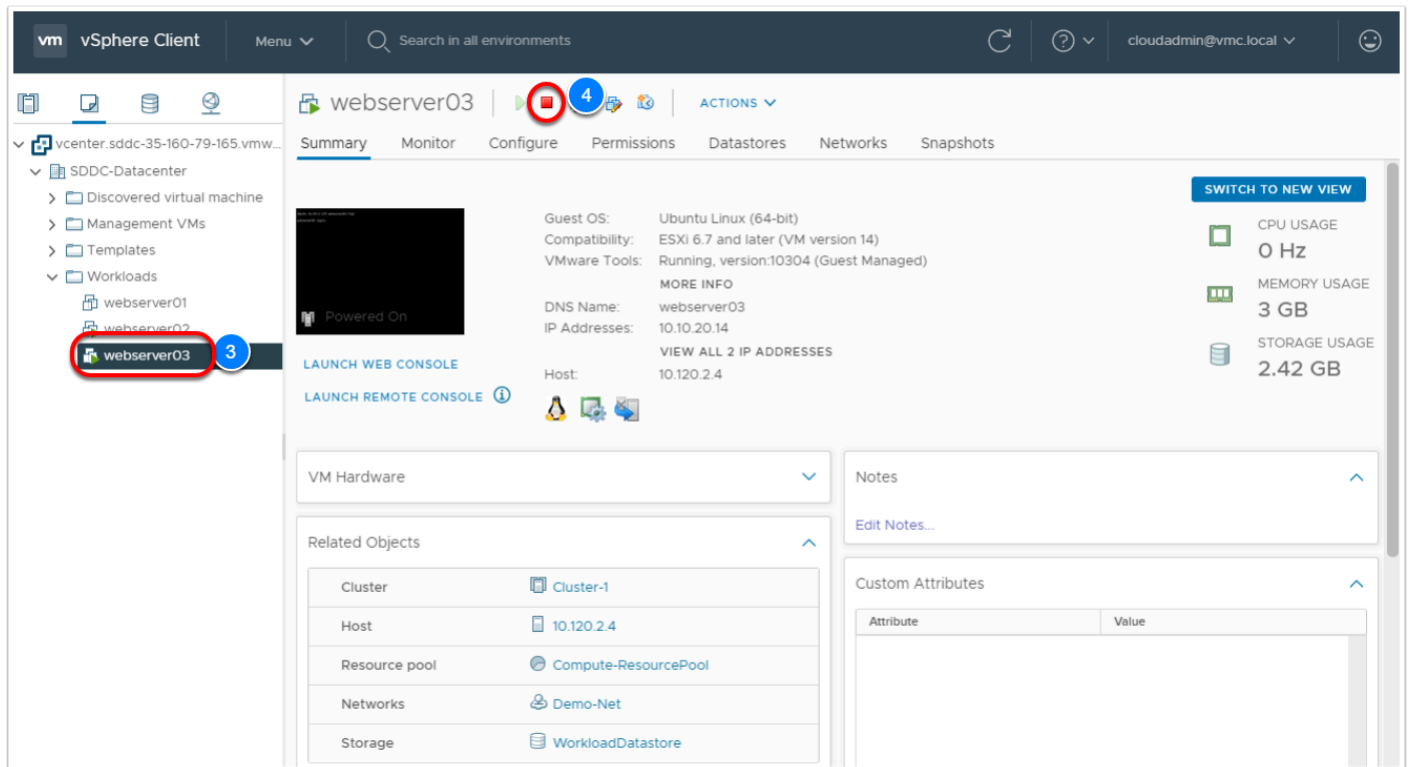 vm vSphere Client Menu Search in all environments cloudadmin@vmc.local
webserver03 4 ACTIONS
Summary Monitor Configure Permissions Datastores Networks Snapshots
vcenter.sddc-35-160-79-165.vmw...
SDDC-Datacenter
Discovered virtual machine
Management VMs
Templates
Workloads
webserver01
webserver02
webserver03 3
SWITCH TO NEW VIEW
Powered On
LAUNCH WEB CONSOLE
LAUNCH REMOTE CONSOLE
Guest OS: Ubuntu Linux (64-bit)
Compatibility: ESXi 6.7 and later (VM version 14)
VMware Tools: Running, version:10304 (Guest Managed)
MORE INFO
DNS Name: webserver03
IP Addresses: 10.10.20.14
VIEW ALL 2 IP ADDRESSES
Host: 10.120.2.4
CPU USAGE
0 Hz
MEMORY USAGE
3 GB
STORAGE USAGE
2.42 GB
VM Hardware
Related Objects
Cluster Cluster-1
Host 10.120.2.4
Resource pool Compute-ResourcePool
Networks Demo-Net
Storage WorkloadDatastore
Notes
Edit Notes...
Custom Attributes
Attribute Value